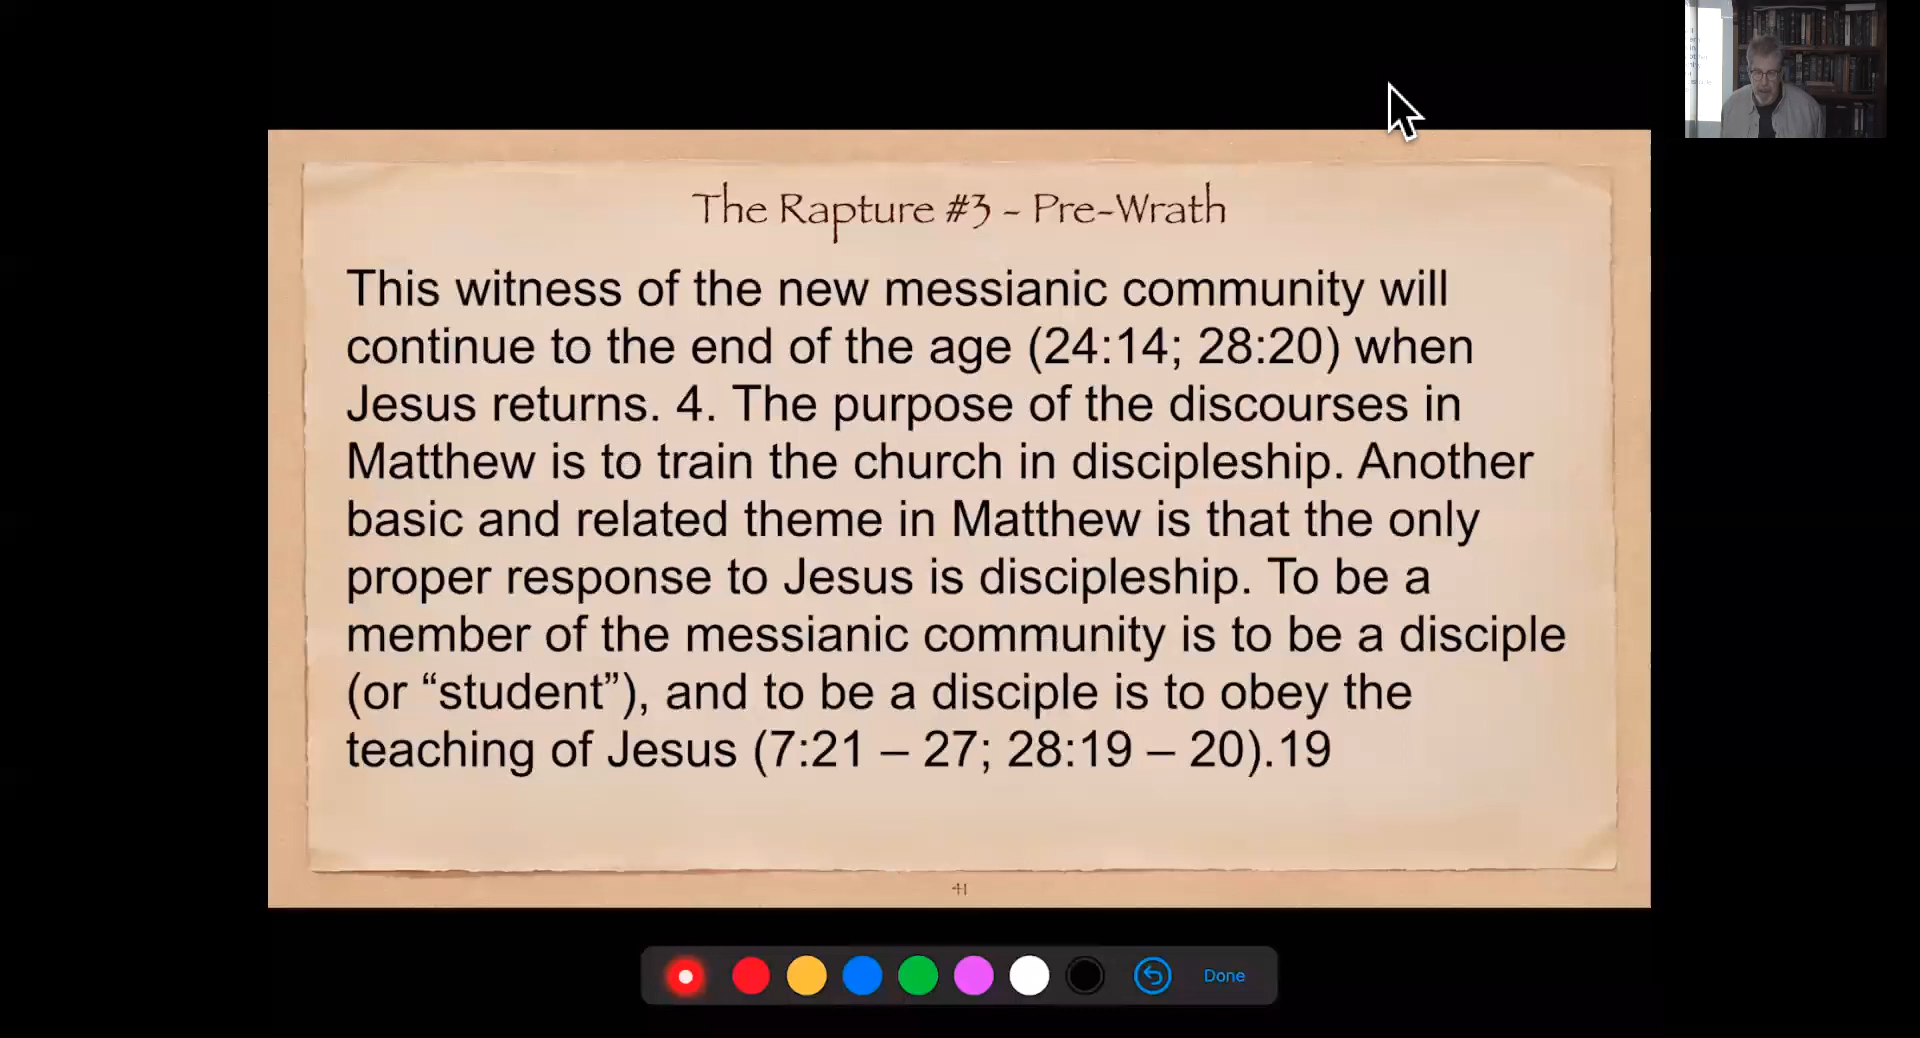 The Rapture #3 - Pre-Wrath
This witness of the new messianic community will
continue to the end of the age (24:14; 28:20) when
Jesus returns. 4. The purpose of the discourses in
Matthew is to train the church in discipleship. Another
basic and related theme in Matthew is that the only
proper response to Jesus is discipleship. To be a
member of the messianic community is to be a disciple
(or “student”), and to be a disciple is to obey the
teaching of Jesus (7:21 – 27; 28:19 – 20).19
41
Done